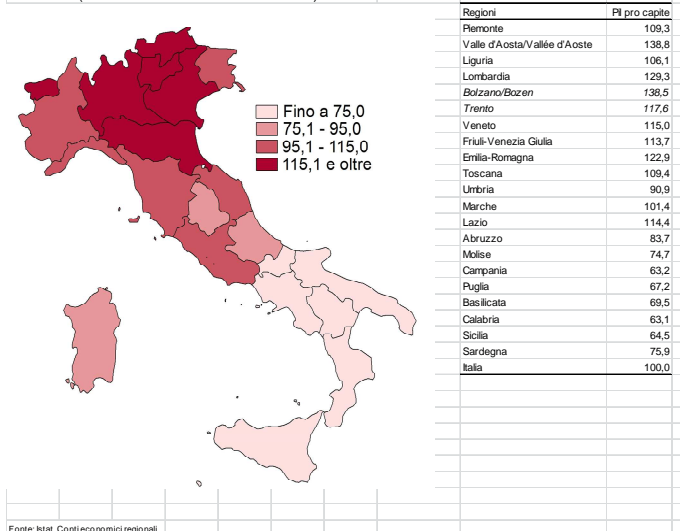 Fino a 75,0
75,1 - 95,0
95,1 - 115,0
115,1 e oltre
Regioni Pil pro capite
Piemonte 109,3
Valle d'Aosta/Vallée d'Aoste 138,8
Liguria 106,1
Lombardia 129,3
Bolzano/Bozen 138,5
Trento 117,6
Veneto 115,0
Friuli-Venezia Giulia 113,7
Emilia-Romagna 122,9
Toscana 109,4
Umbria 90,9
Marche 101,4
Lazio 114,4
Abruzzo 83,7
Molise 74,7
Campania 63,2
Puglia 67,2
Basilicata 69,5
Calabria 63,1
Sicilia 64,5
Sardegna 75,9
Italia 100,0
Fonte: Istat, Conti economici regionali